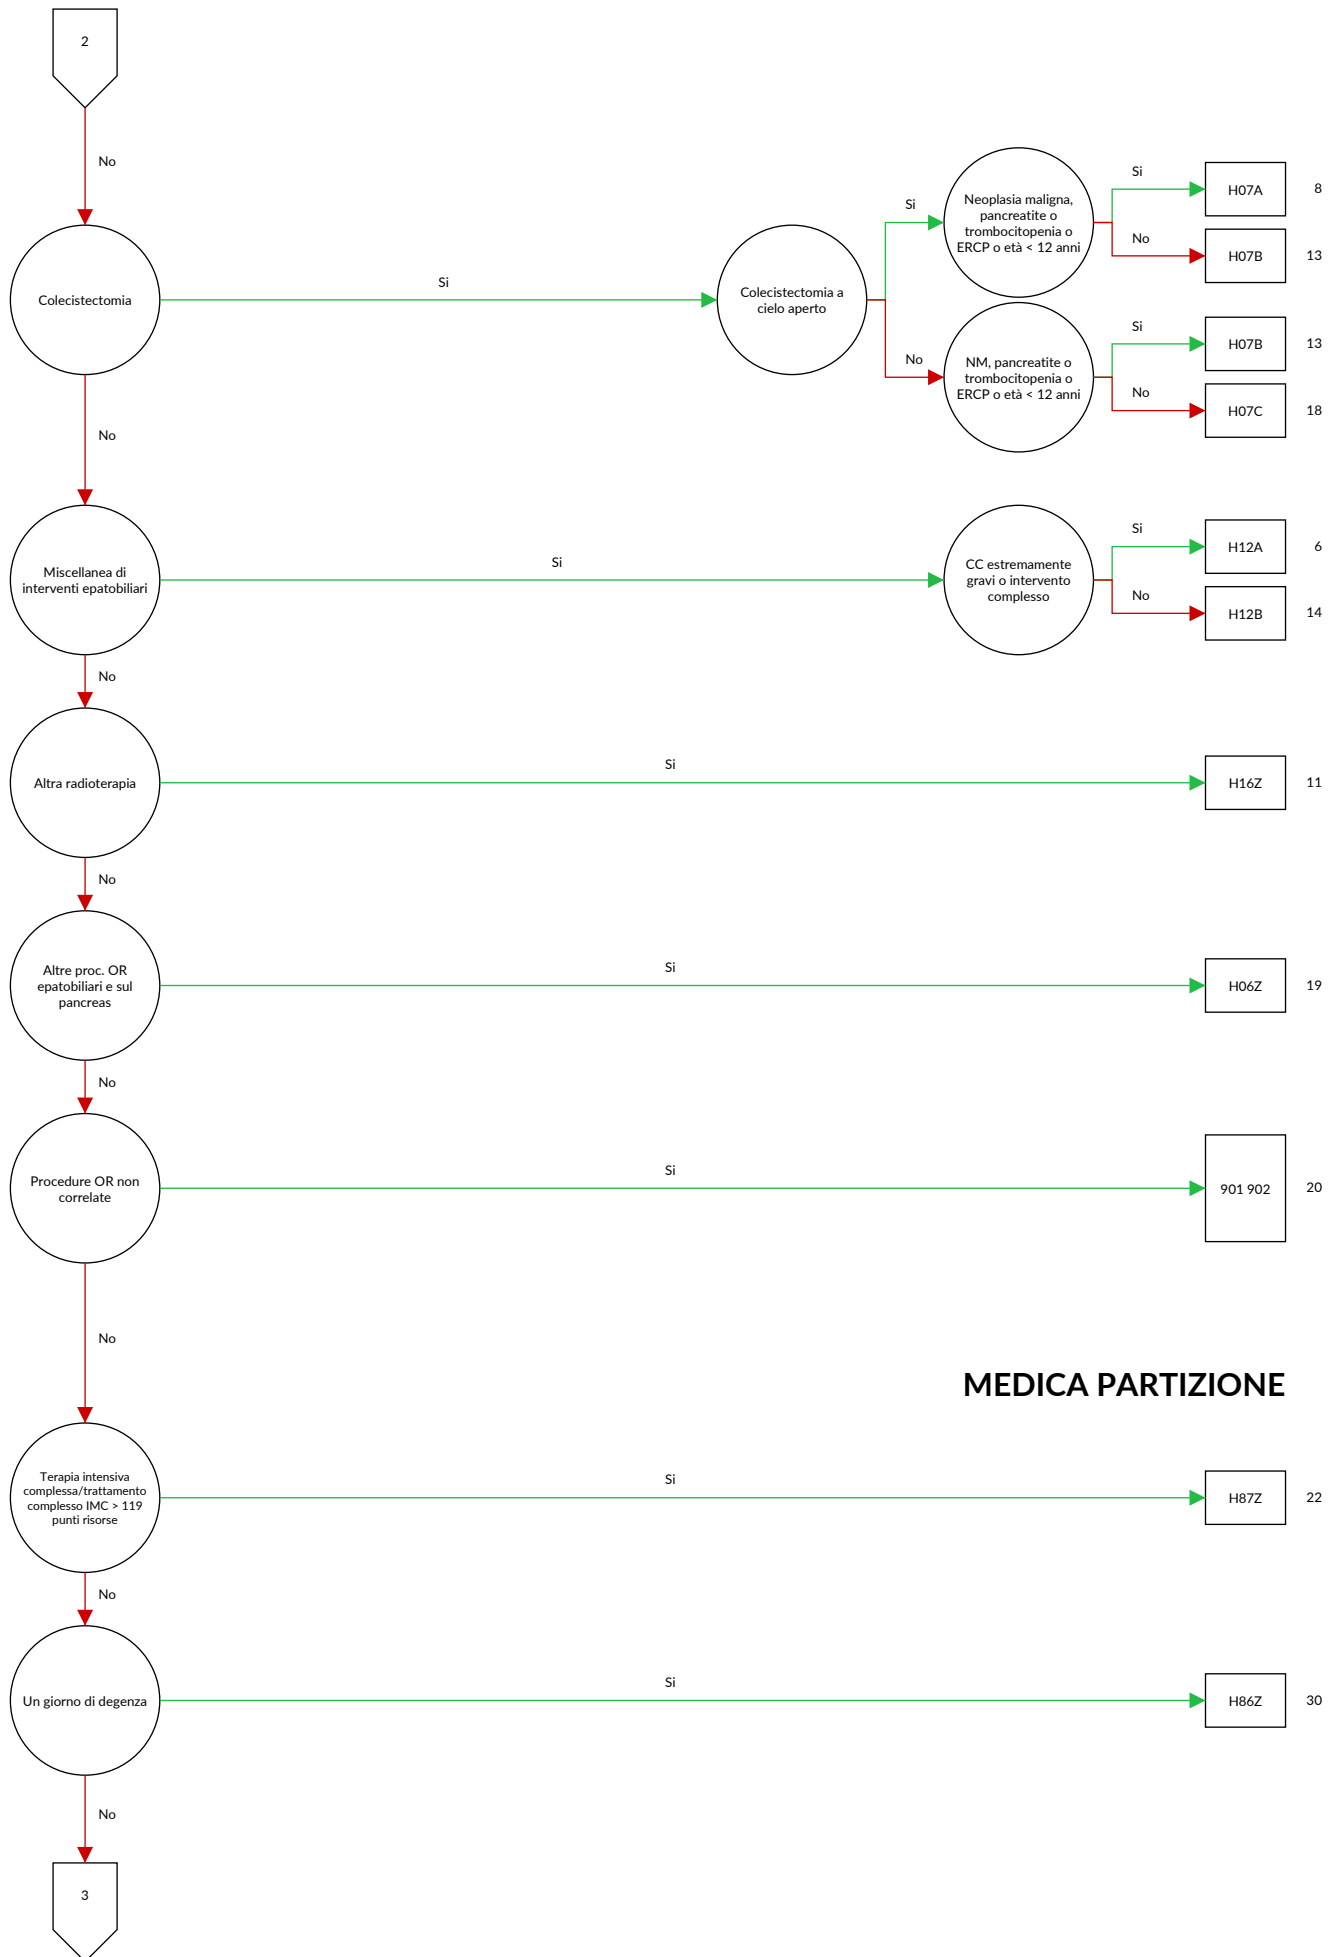 2
No
Colecistectomia
Si
Colecistectomia a
cielo aperto
Si
Neoplasia maligna,
pancreatite o
trombocitopenia o
ERCP o età < 12 anni
Si
H07A
8
No
H07B
13
No
NM, pancreatite o
trombocitopenia o
ERCP o età < 12 anni
Si
H07B
13
No
H07C
18
No
Miscellanea di
interventi epatobiliari
Si
CC estremamente
gravi o intervento
complesso
Si
H12A
6
No
H12B
14
No
Altra radioterapia
Si
H16Z
11
No
Altre proc. OR
epatobiliari e sul
pancreas
Si
H06Z
19
No
Procedure OR non
correlate
Si
901 902
20
No
MEDICA PARTIZIONE
Terapia intensiva
complessa/trattamento
complesso IMC > 119
punti risorse
Si
H87Z
22
No
Un giorno di degenza
Si
H86Z
30
No
3